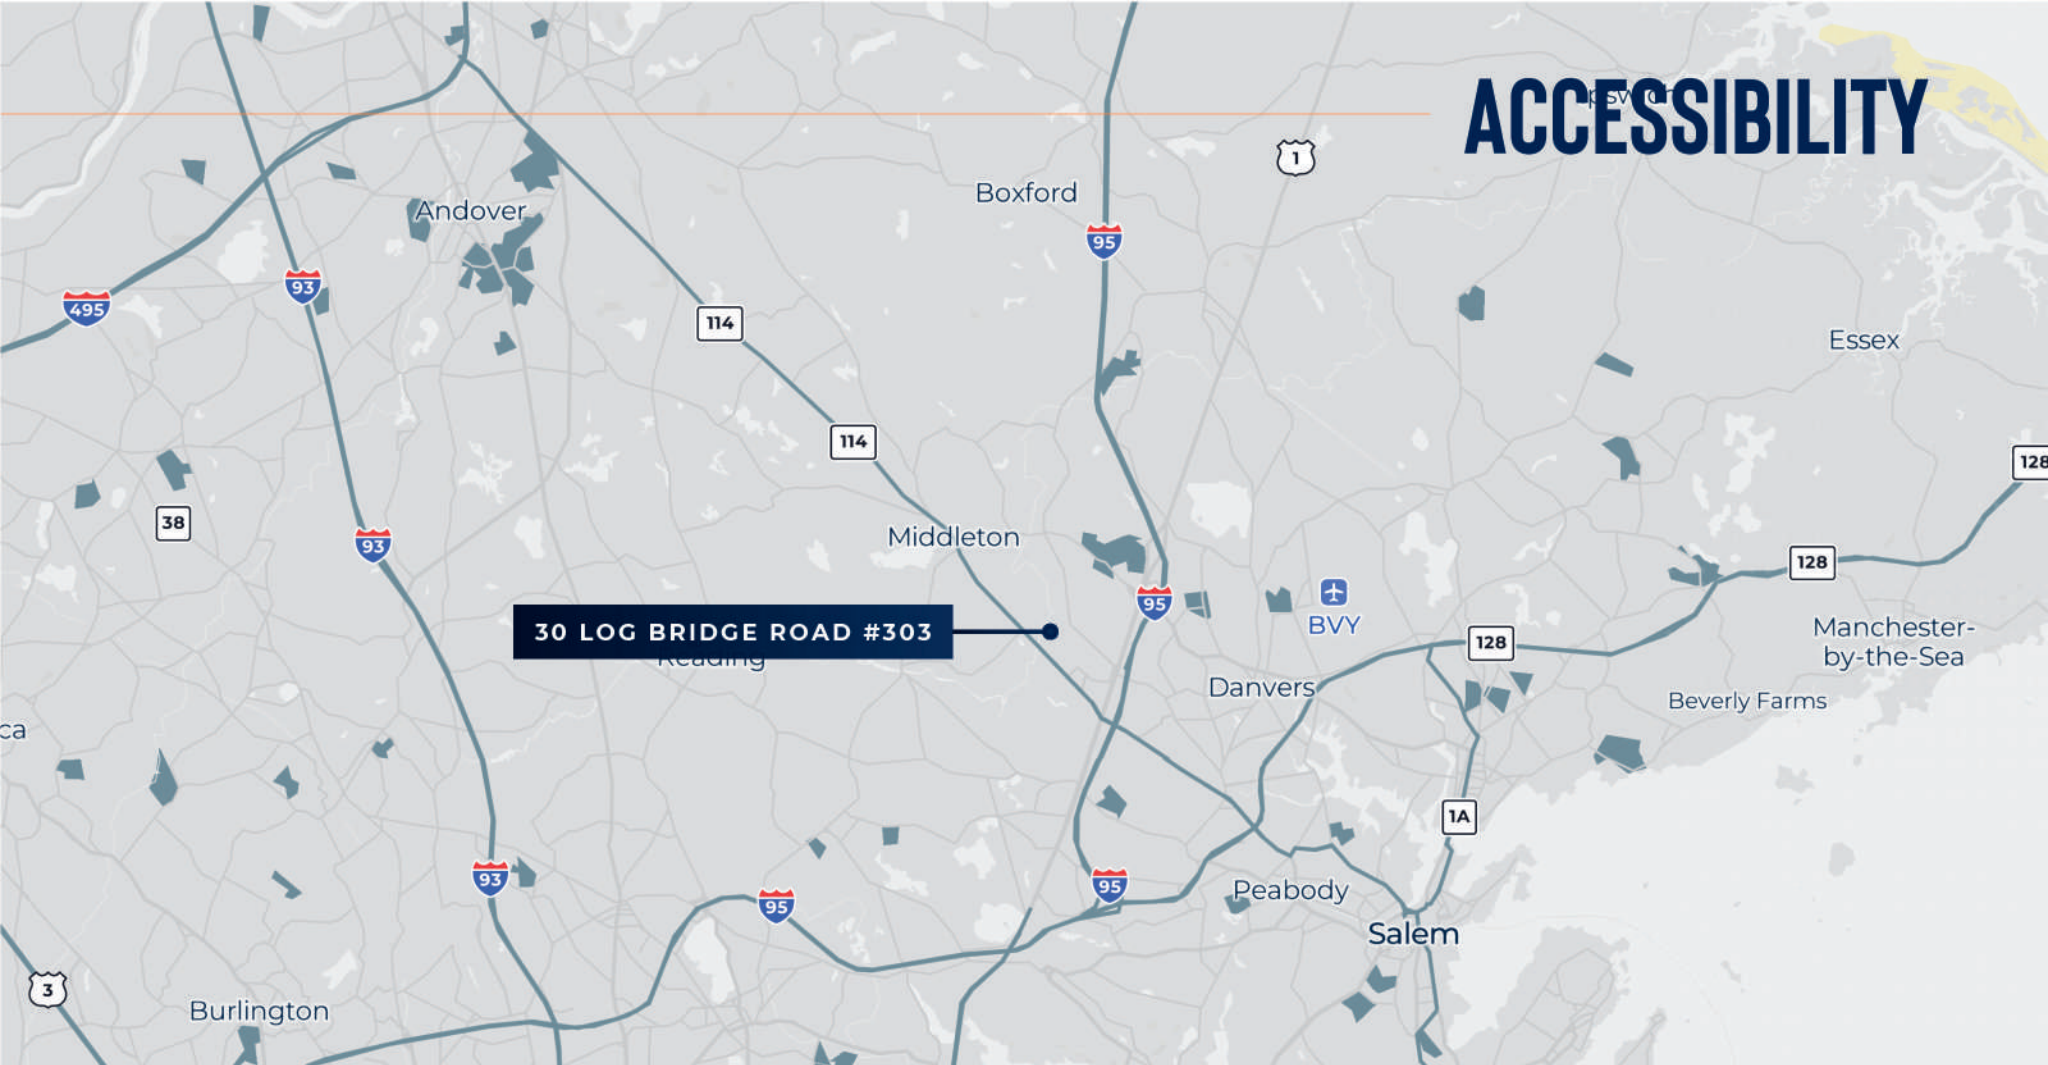 ACCESSIBILITY
1
Boxford
Andover
95
93
495
114
Essex
114
128
38
93
Middleton
128
95
BVY
30 LOG BRIDGE ROAD #303
Reading
128
Manchester-
by-the-Sea
Danvers
Beverly Farms
ca
1A
93
95
95
Peabody
Salem
3
Burlington